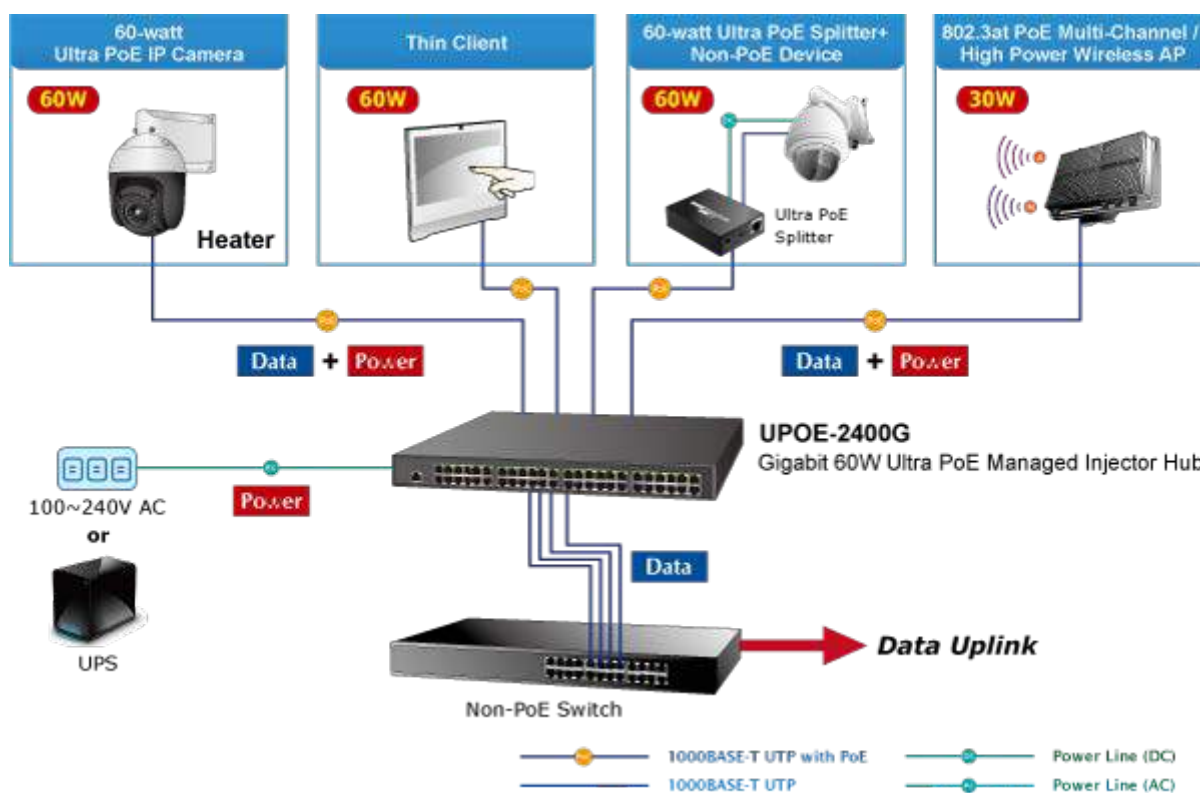 60-watt
Ultra PoE IP Camera
Thin Client
60-watt Ultra PoE Splitter+
Non-PoE Device
802.3at PoE Multi-Channel /
High Power Wireless AP
60W
60W
60W
30W
Heater
Ultra PoE
Splitter
Data + Power
Data + Power
UPOE-2400G
Gigabit 60W Ultra PoE Managed Injector Hub
100~240V AC
or
UPS
Power
Data
Data Uplink
Non-PoE Switch
1000BASE-T UTP with PoE
Power Line (DC)
1000BASE-T UTP
Power Line (AC)